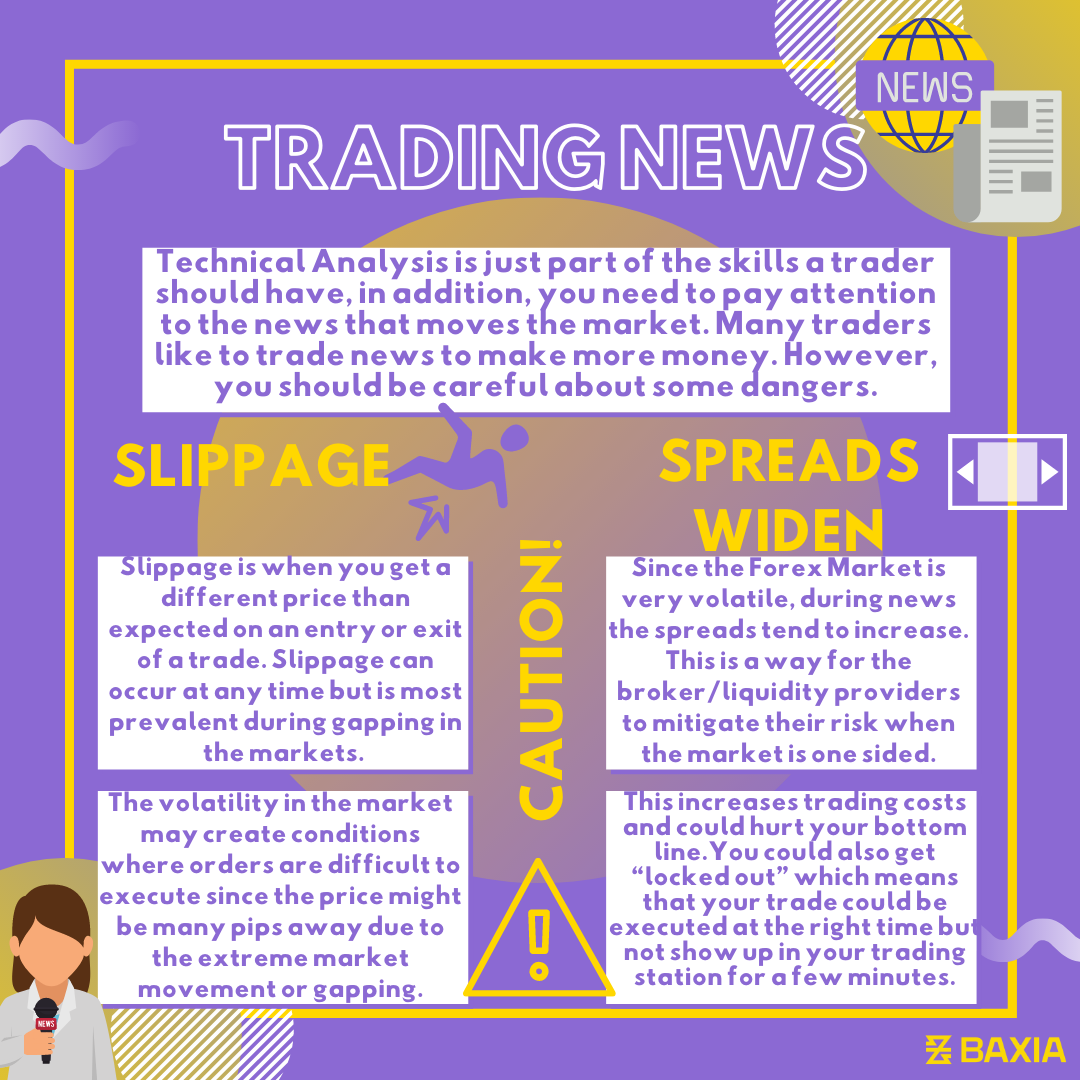 NEWS
TRADING NEWS
Technical Analysis is just part of the skills a trader
should have, in addition, you need to pay attention
to the news that moves the market. Many traders
like to trade news to make more money. However,
you should be careful about some dangers.
SLIPPAGE
Slippage is when you get a
different price than
expected on an entry or exit
of a trade. Slippage can
occur at any time but is most
prevalent during gapping in
the markets.
The volatility in the market
may create conditions
where orders are difficult to
execute since the price might
be many pips away due to
the extreme market
movement or gapping.
CAUTION!
SPREADS
WIDEN
Since the Forex Market is
very volatile, during news
the spreads tend to increase.
This is a way for the
broker/liquidity providers
to mitigate their risk when
the market is one sided.
This increases trading costs
and could hurt your bottom
line.You could also get
“locked out” which means
that your trade could be
executed at the right time but
not show up in your trading
station for a few minutes.
NEWS
BAXIA